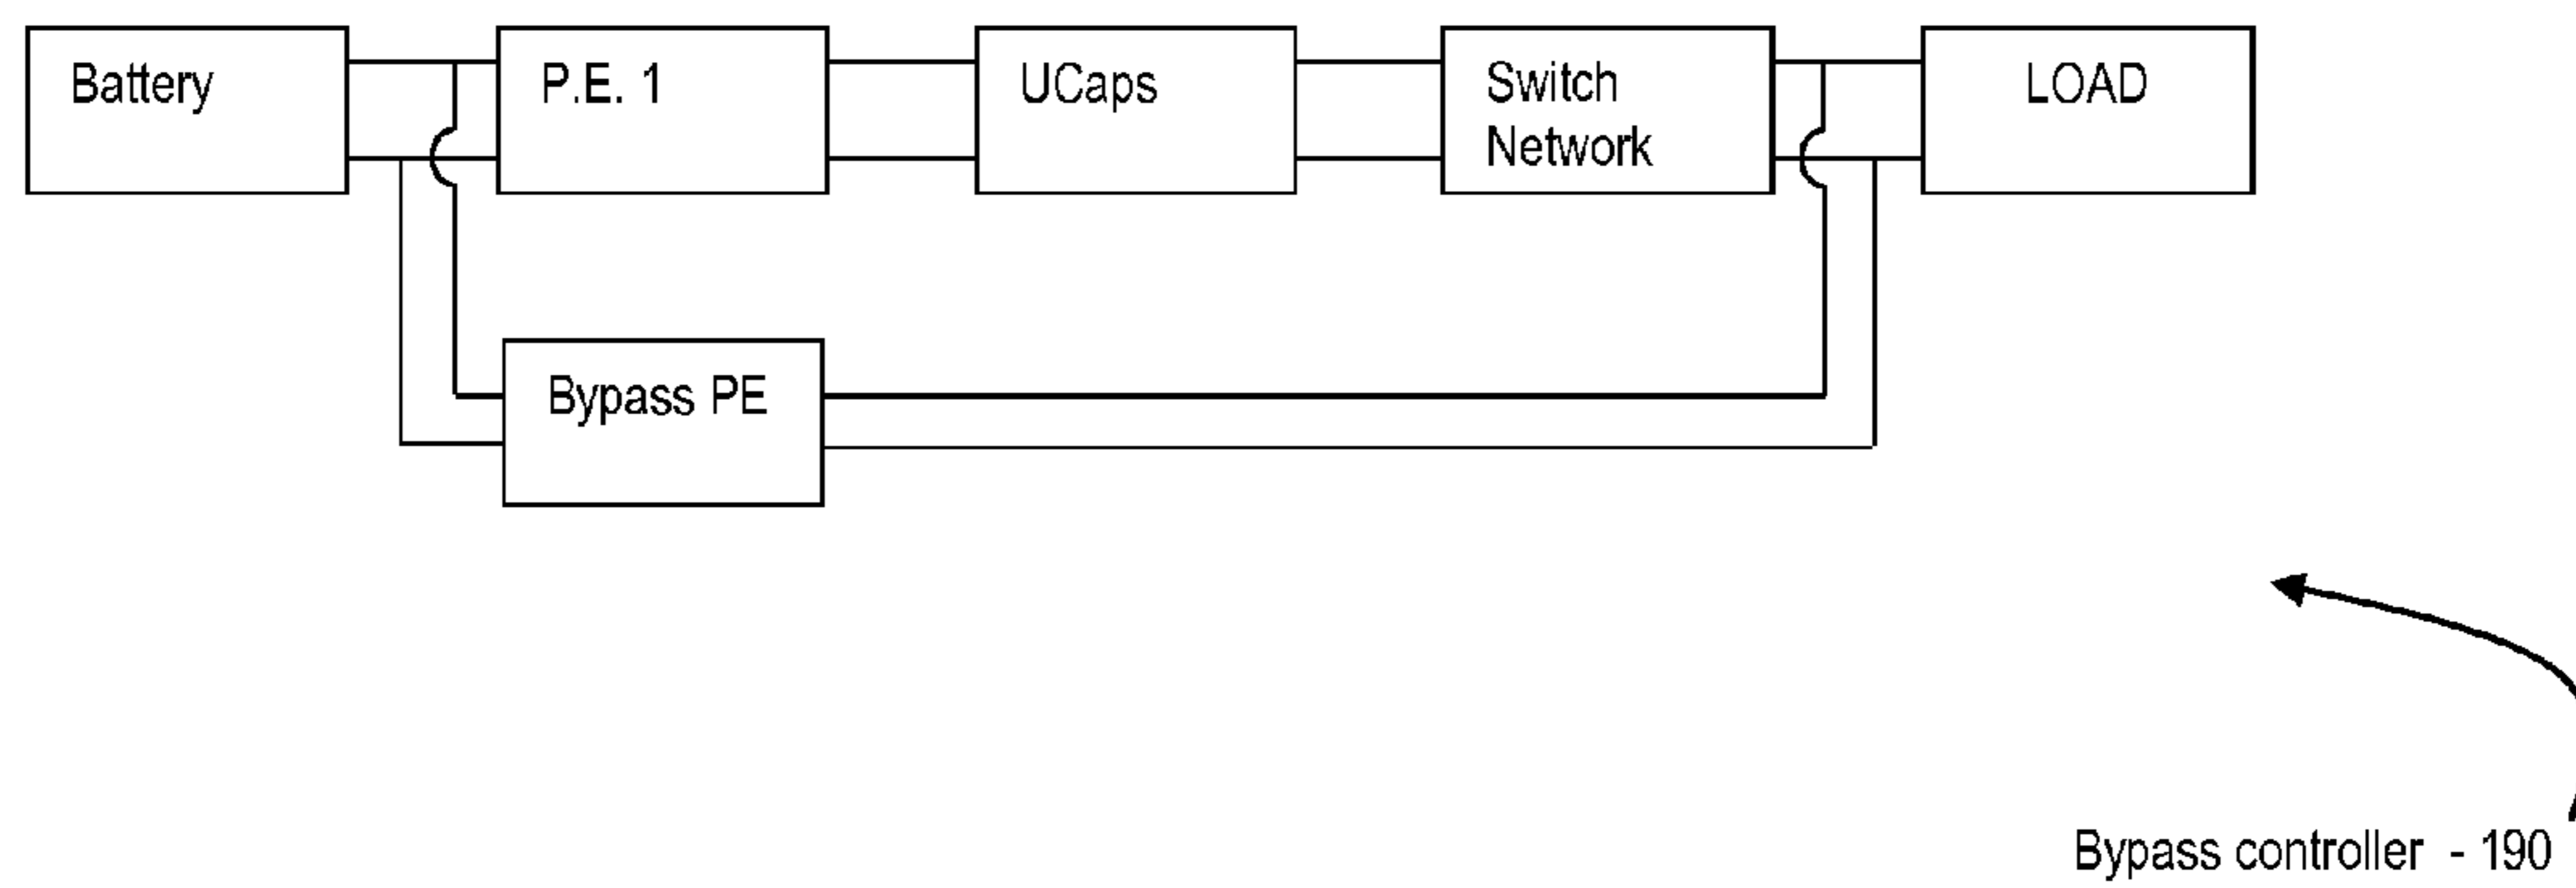 Battery
P.E. 1
UCaps
Switch
Network
LOAD
Bypass PE
Bypass controller - 190